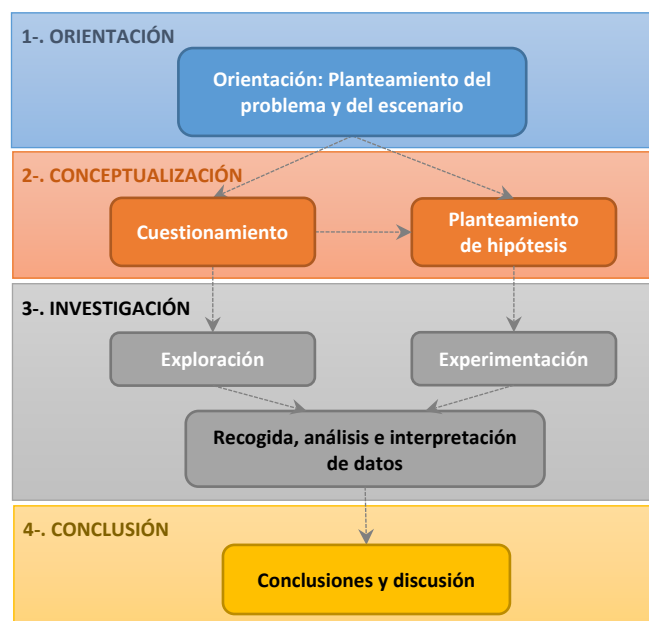 1-. ORIENTACIÓN
Orientación: Planteamiento del
problema y del escenario
2-. CONCEPTUALIZACIÓN
Cuestionamiento
Planteamiento
de hipótesis
3-. INVESTIGACIÓN
Exploración
Experimentación
Recogida, análisis e interpretación
de datos
4-. CONCLUSIÓN
Conclusiones y discusión